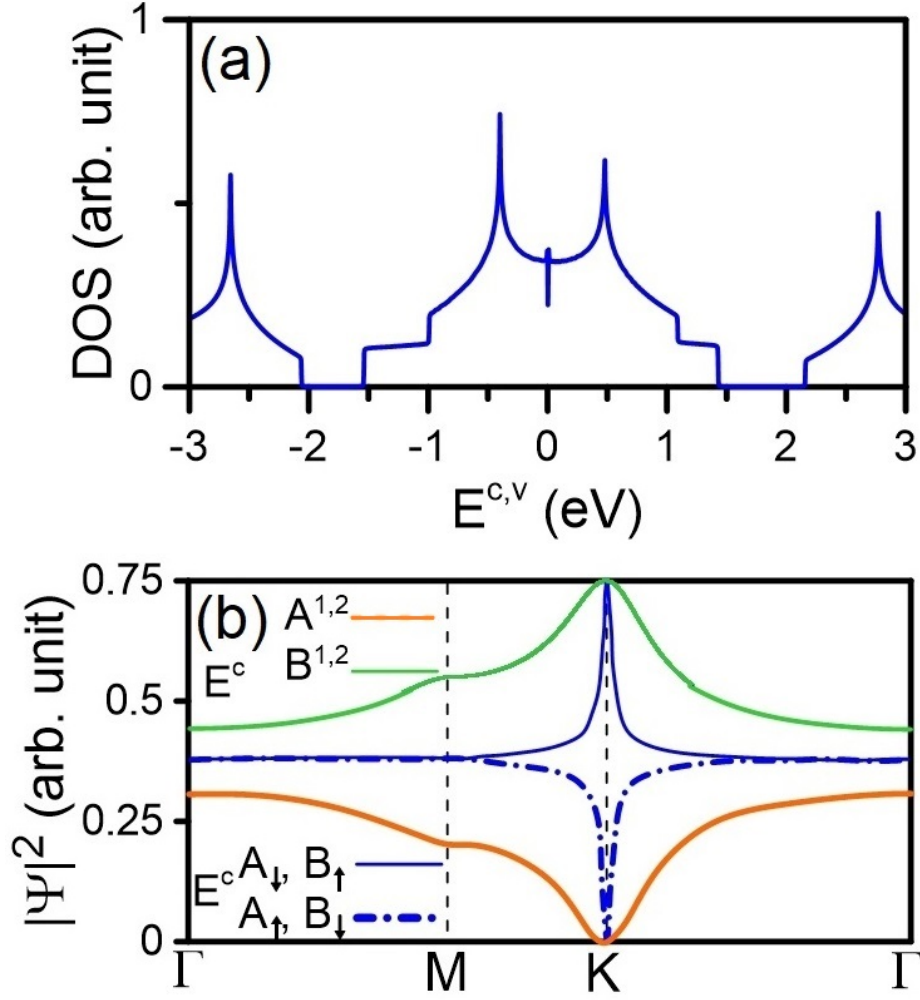 1
(a)
DOS (arb. unit)
0
-3 -2 -1 0 1 2 3
E^c,v (eV)
0.75
(b) A^1,2
E^c B^1,2
0.5
|Ψ|^2 (arb. unit)
0.25
E^c A↓, B↑
A↑, B↓
0
Γ M K Γ